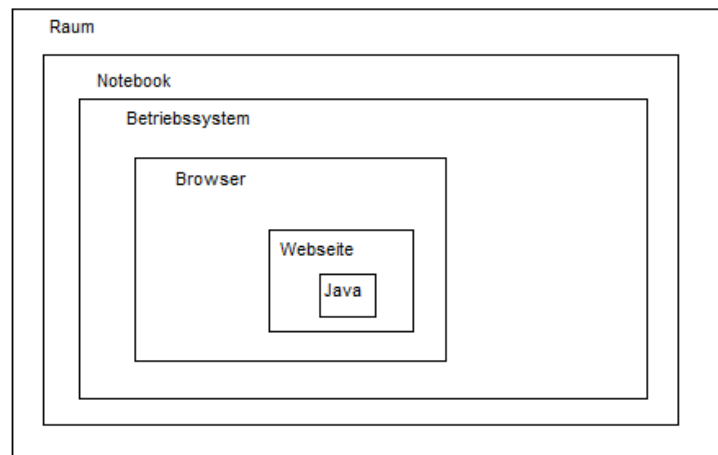 Raum
Notebook
Betriebssystem
Browser
Webseite
Java